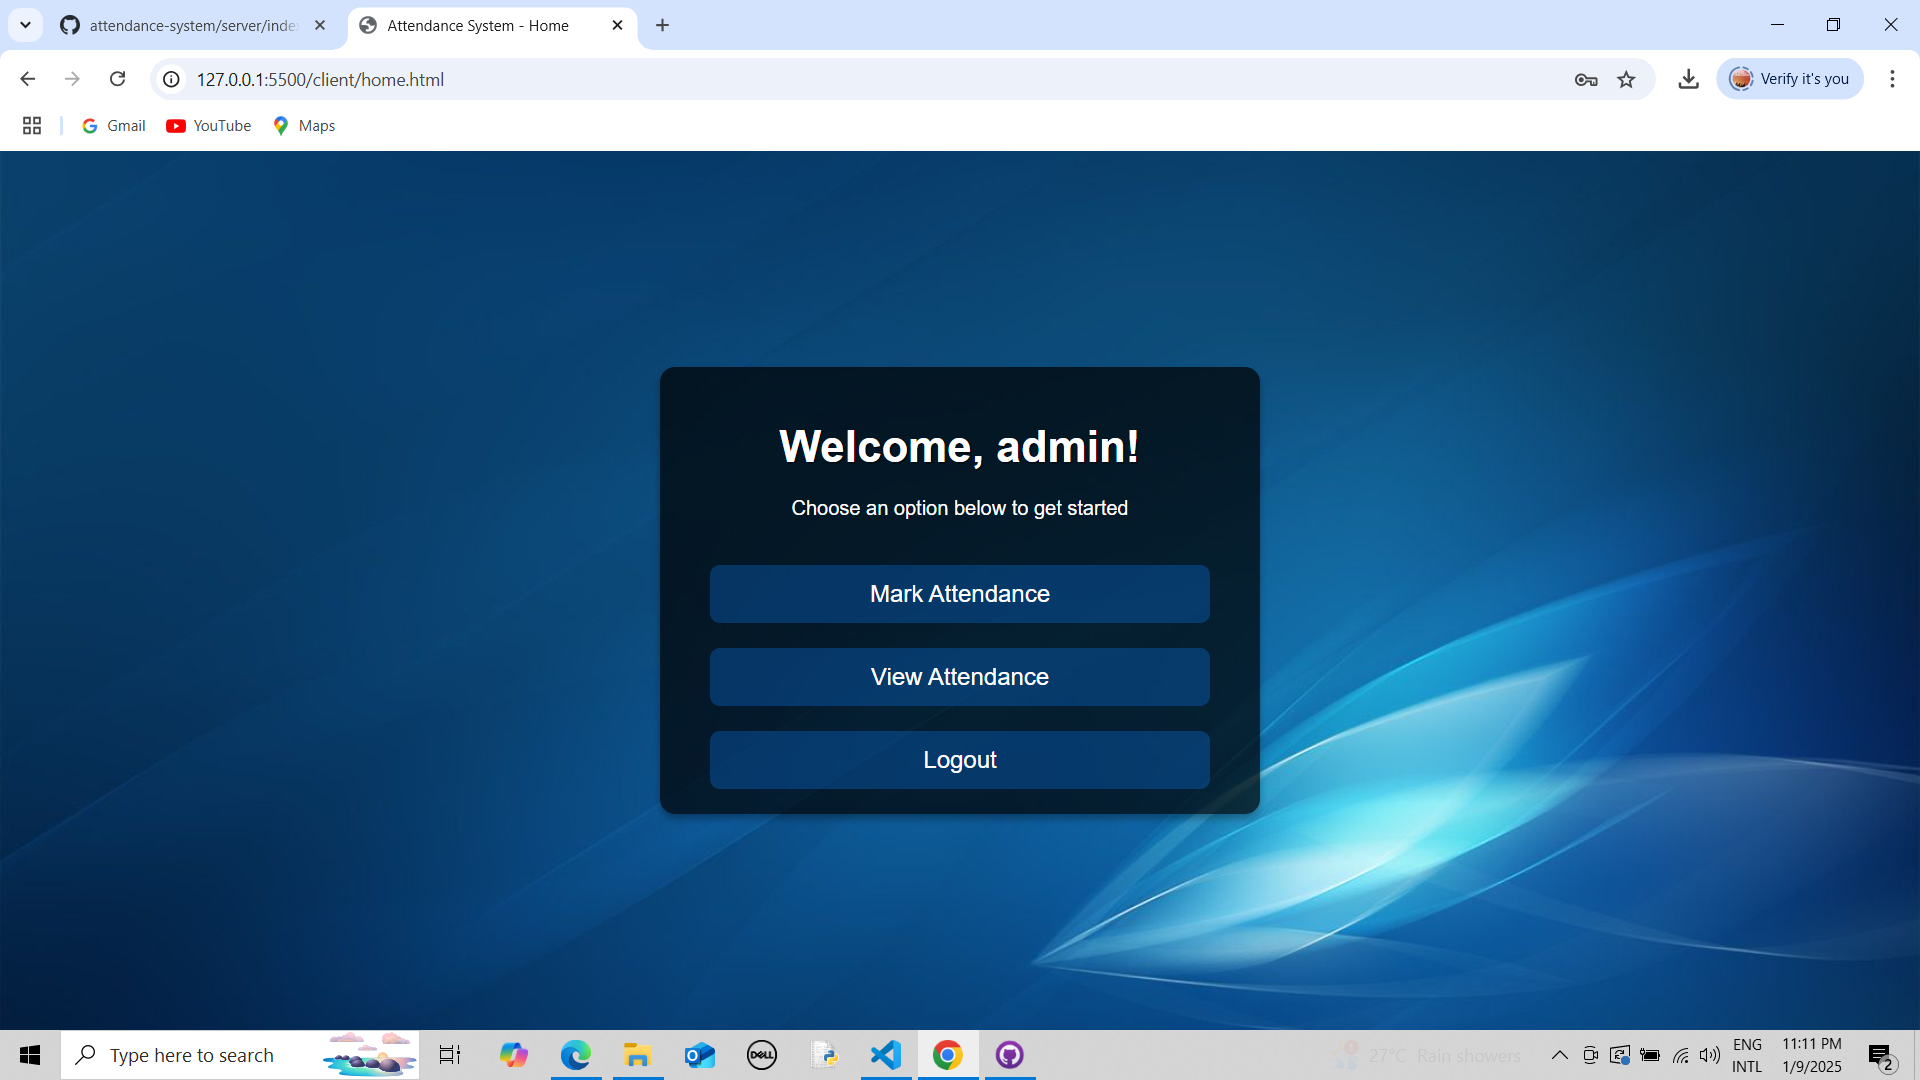 attendance-system/server/inde
Attendance System - Home
127.0.0.1:5500/client/home.html
Verify it's you
Gmail
YouTube
Maps
Welcome, admin!
Choose an option below to get started
Mark Attendance
View Attendance
Logout
Type here to search
DELL
27°C Rain showers
ENG
INTL
11:11 PM
1/9/2025
2